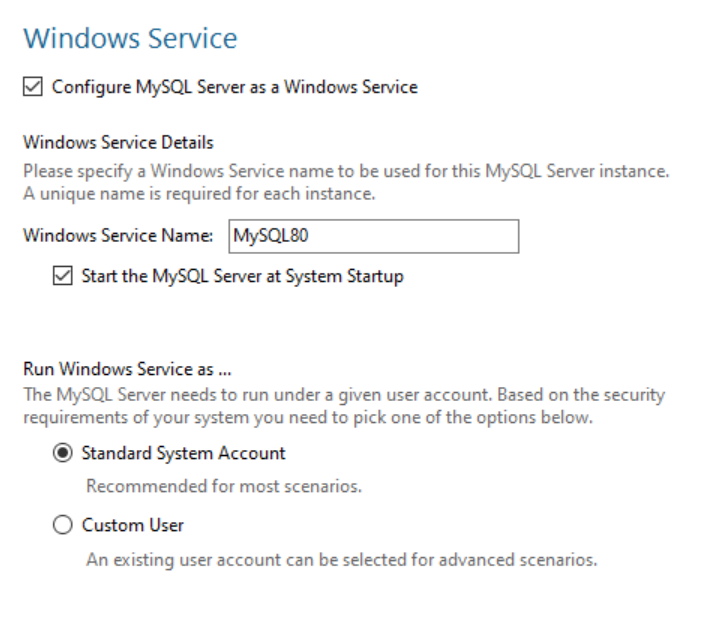 Windows Service
Configure MySQL Server as a Windows Service
Windows Service Details
Please specify a Windows Service name to be used for this MySQL Server instance.
A unique name is required for each instance.
Windows Service Name: MySQL80
Start the MySQL Server at System Startup
Run Windows Service as ...
The MySQL Server needs to run under a given user account. Based on the security
requirements of your system you need to pick one of the options below.
Standard System Account
Recommended for most scenarios.
Custom User
An existing user account can be selected for advanced scenarios.